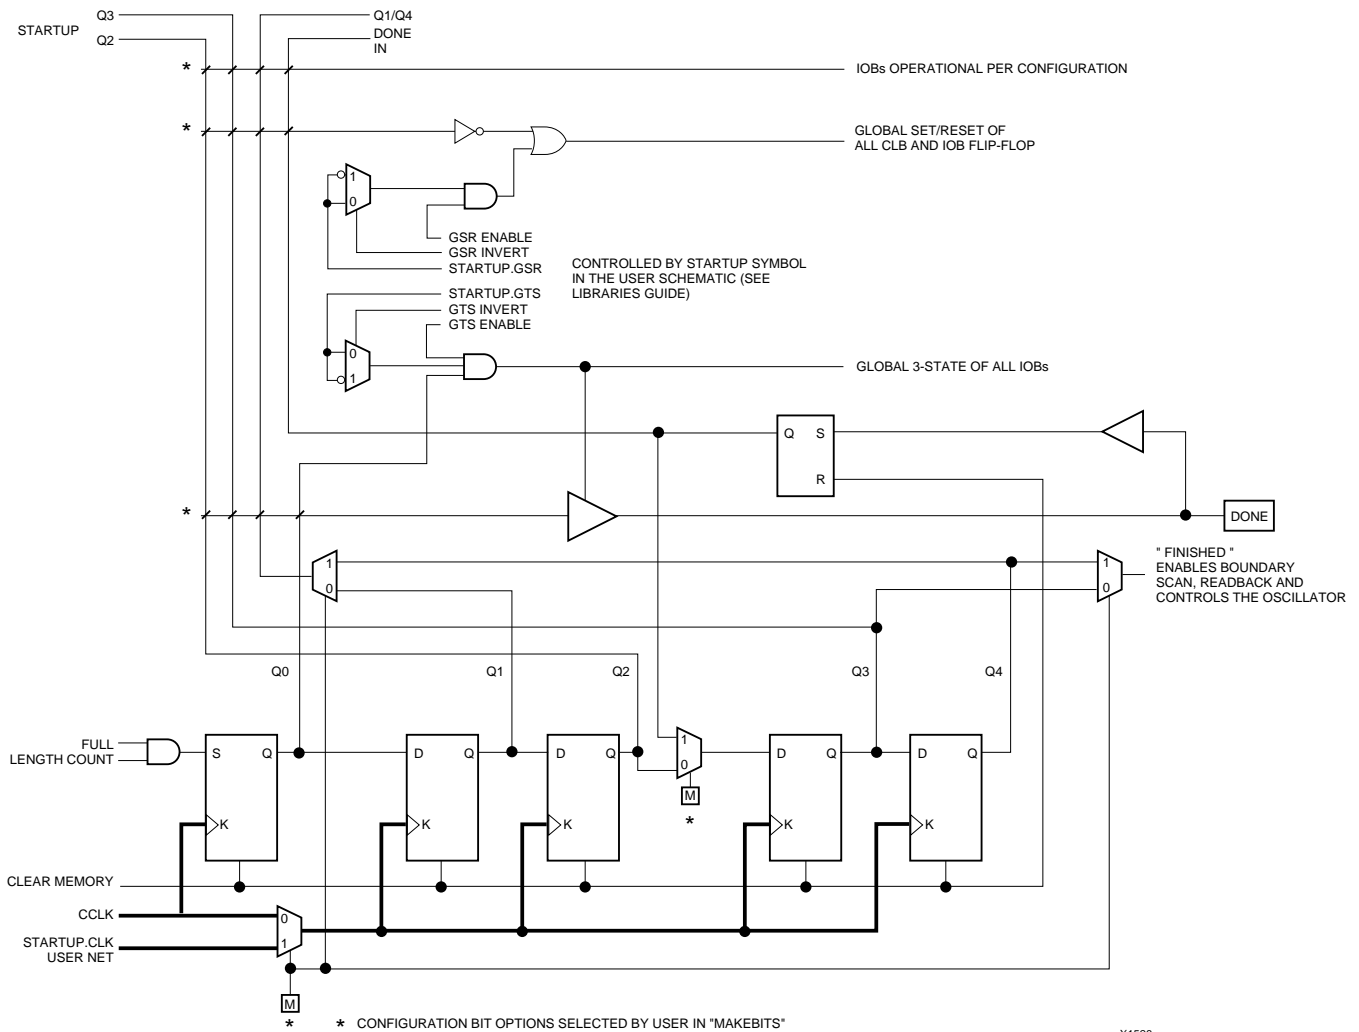 STARTUP
Q3
Q2
Q1/Q4
DONE
IN
*
IOBs OPERATIONAL PER CONFIGURATION
*
GLOBAL SET/RESET OF
ALL CLB AND IOB FLIP-FLOP
1
0
GSR ENABLE
GSR INVERT
STARTUP.GSR
CONTROLLED BY STARTUP SYMBOL
IN THE USER SCHEMATIC (SEE
LIBRARIES GUIDE)
STARTUP.GTS
GTS INVERT
GTS ENABLE
0
1
GLOBAL 3-STATE OF ALL IOBs
Q S
R
*
DONE
1
0
1
0
" FINISHED "
ENABLES BOUNDARY
SCAN, READBACK AND
CONTROLS THE OSCILLATOR
Q0
Q1
Q2
Q3
Q4
FULL
LENGTH COUNT
S Q
K
D Q
K
D Q
K
1
0
M
*
D Q
K
D Q
K
CLEAR MEMORY
CCLK
STARTUP.CLK
USER NET
0
1
M
*
* CONFIGURATION BIT OPTIONS SELECTED BY USER IN "MAKEBITS"